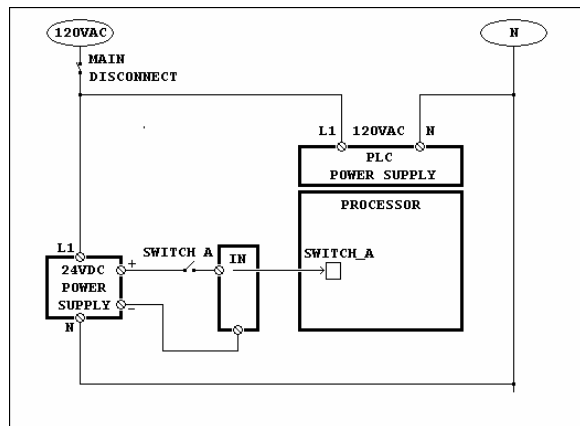 120VAC
N
MAIN
DISCONNECT
L1 120VAC N
PLC
POWER SUPPLY
PROCESSOR
L1
SWITCH A
IN
SWITCH_A
+
24VDC
POWER
SUPPLY
−
N